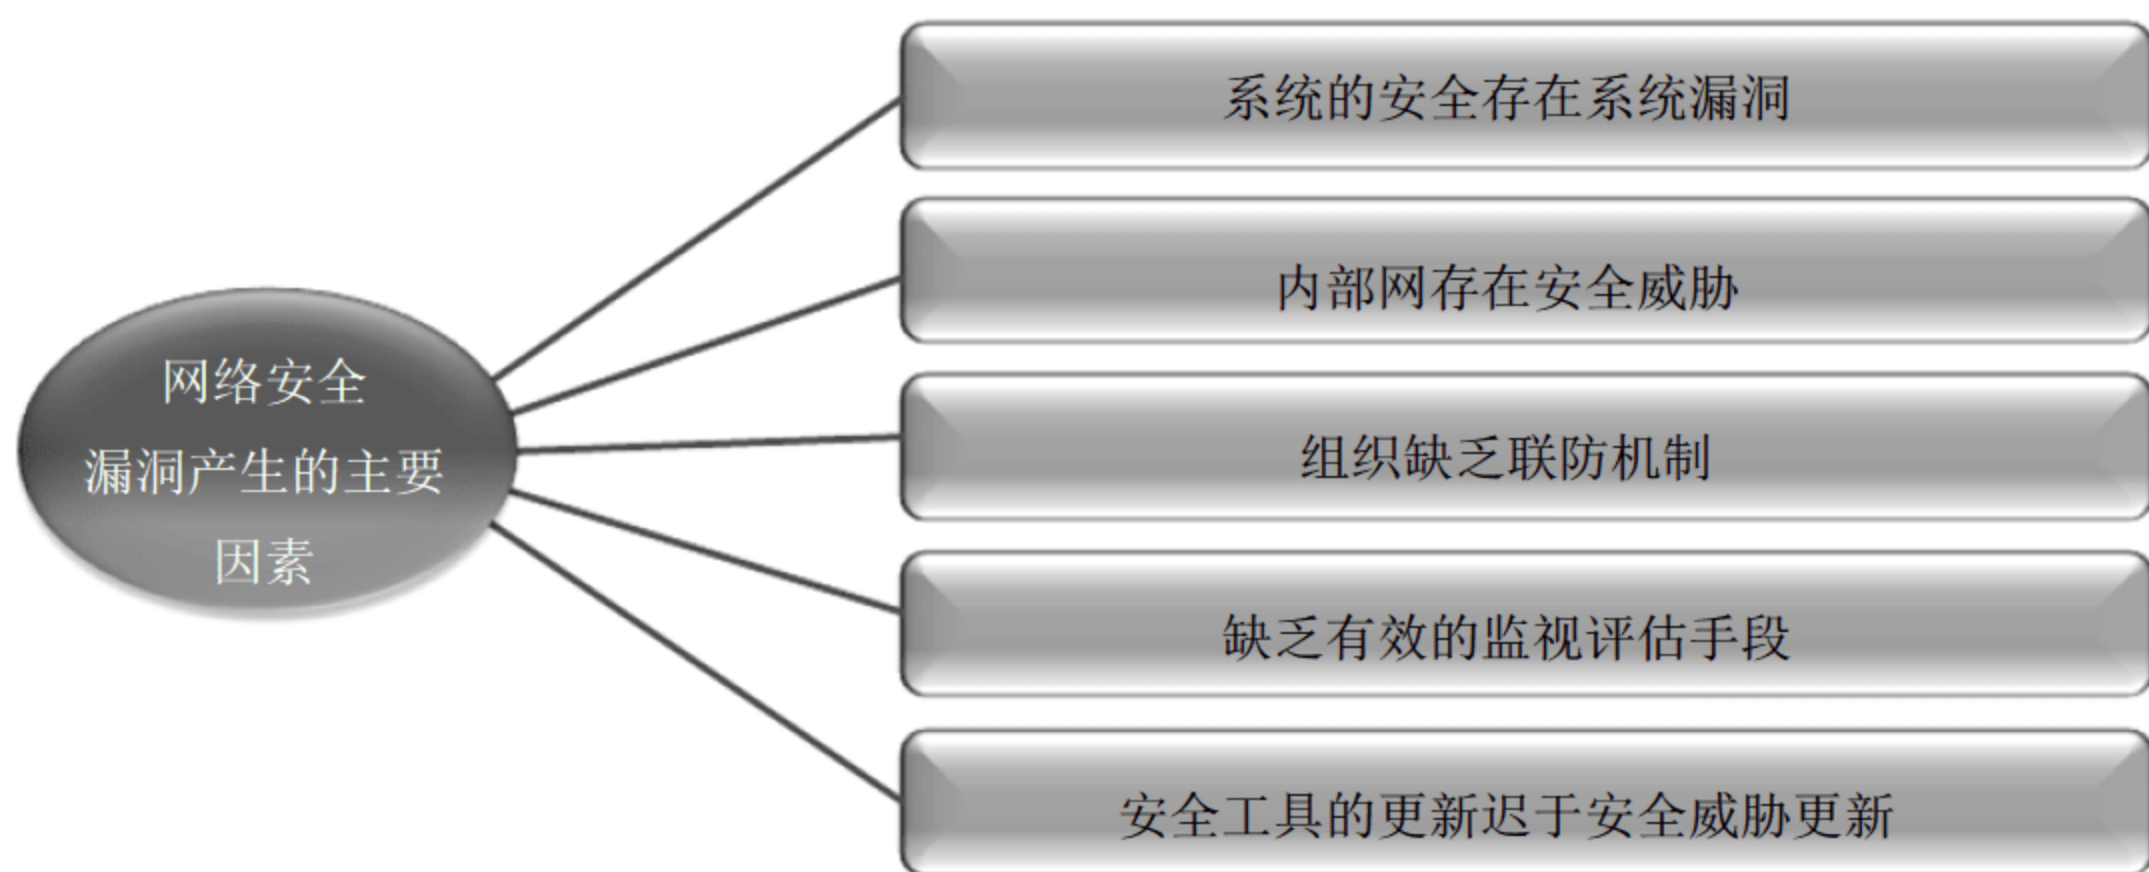 网络安全
漏洞产生的主要
因素
系统的安全存在系统漏洞
内部网存在安全威胁
组织缺乏联防机制
缺乏有效的监视评估手段
安全工具的更新迟于安全威胁更新